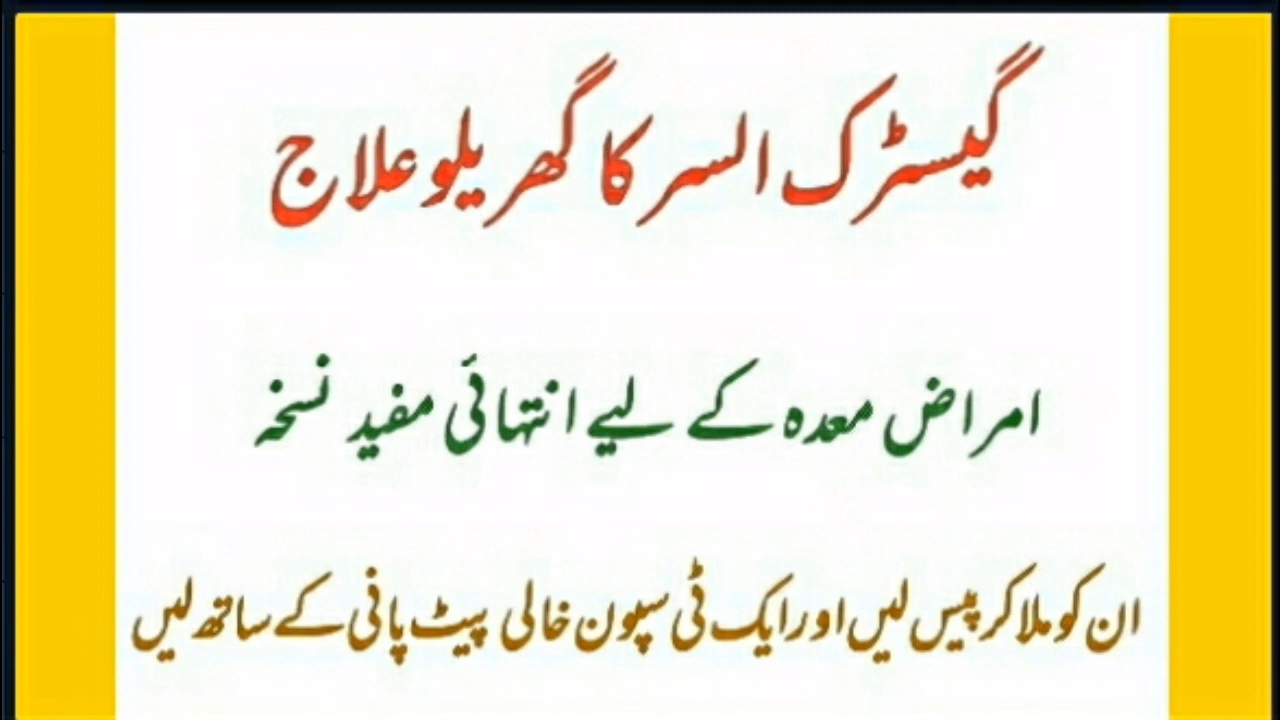 گیسٹرک السر کا گھریلو علاج
امراض معدہ کے لیے انتہائی مفید نسخہ
ان کو ملا کر پیس لیں اور ایک ٹی سپون خالی پیٹ پانی کے ساتھ لیں